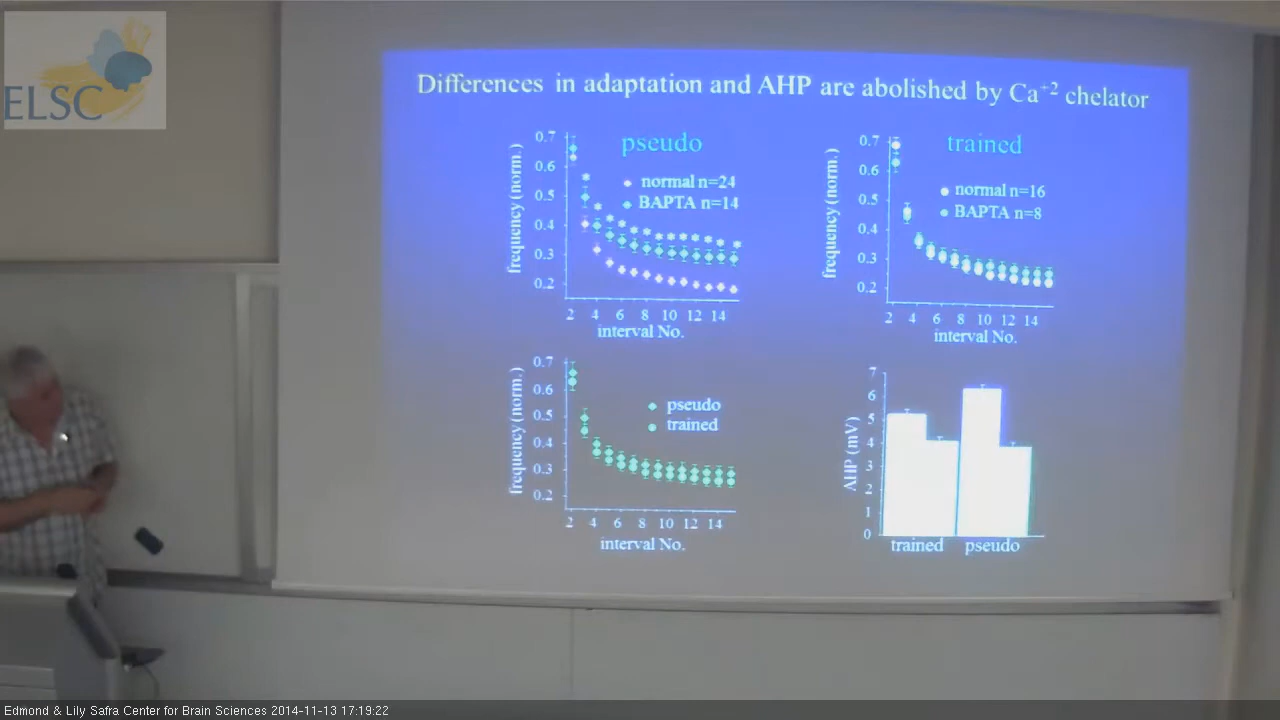 ELSC
Differences in adaptation and AHP are abolished by Ca+2 chelator
pseudo
normal n=24
BAPTA n=14
frequency (norm.)
0.7
0.6
0.5
0.4
0.3
0.2
2 4 6 8 10 12 14
interval No.
trained
normal n=16
BAPTA n=8
frequency (norm.)
0.7
0.6
0.5
0.4
0.3
0.2
2 4 6 8 10 12 14
interval No.
pseudo
trained
frequency (norm.)
0.7
0.6
0.5
0.4
0.3
0.2
2 4 6 8 10 12 14
interval No.
AHP (mV)
7
6
5
4
3
2
1
0
trained pseudo
Edmond & Lily Safra Center for Brain Sciences 2014-11-13 17:19:22